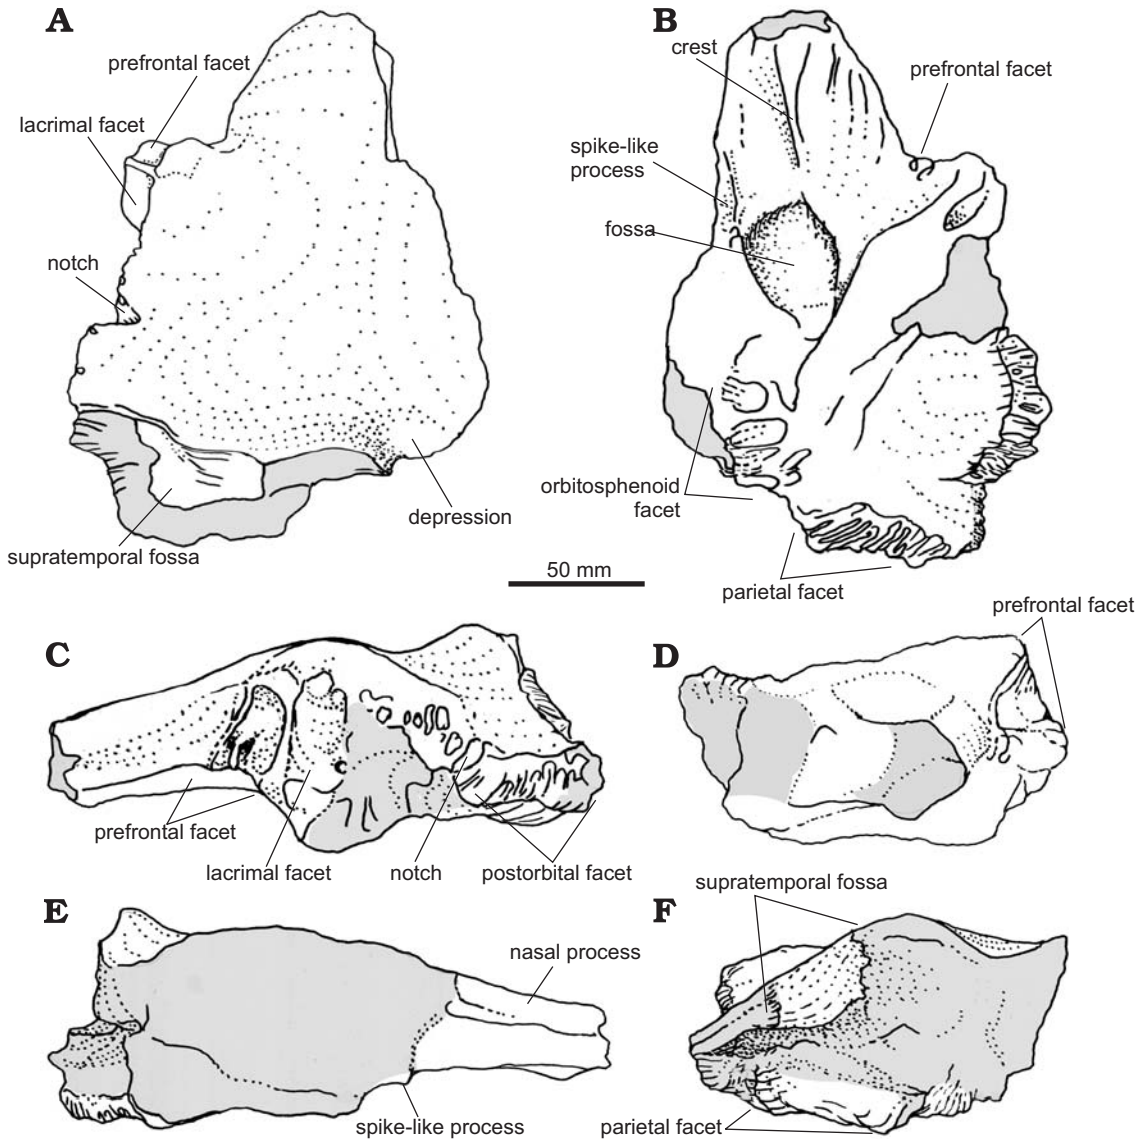 A
prefrontal facet
lacrimal facet
notch
supratemporal fossa
depression
B
crest
prefrontal facet
spike-like
process
fossa
orbitosphenoid
facet
parietal facet
50 mm
C
prefrontal facet
lacrimal facet
notch
postorbital facet
D
prefrontal facet
E
nasal process
spike-like process
F
supratemporal fossa
parietal facet